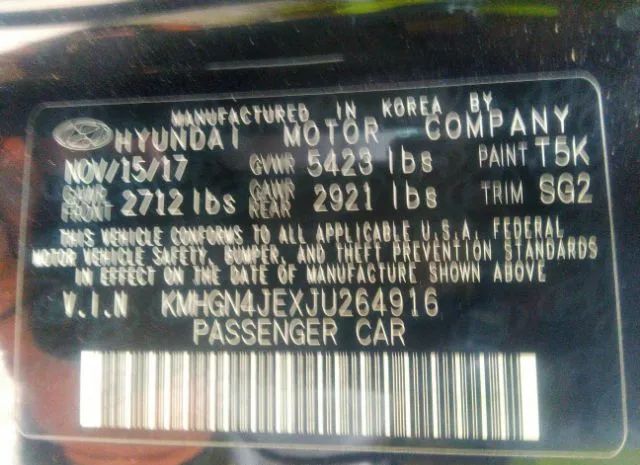 MANUFACTURED IN KOREA BY
HYUNDAI MOTOR COMPANY
NOV/15/17 GVWR 5423 lbs PAINT T5K
GAWR FRONT 2712 lbs GAWR REAR 2921 lbs TRIM SG2
THIS VEHICLE CONFORMS TO ALL APPLICABLE U.S.A. FEDERAL
MOTOR VEHICLE SAFETY, BUMPER, AND THEFT PREVENTION STANDARDS
IN EFFECT ON THE DATE OF MANUFACTURE SHOWN ABOVE
V.I.N KMHGN4JEXJU264916
PASSENGER CAR